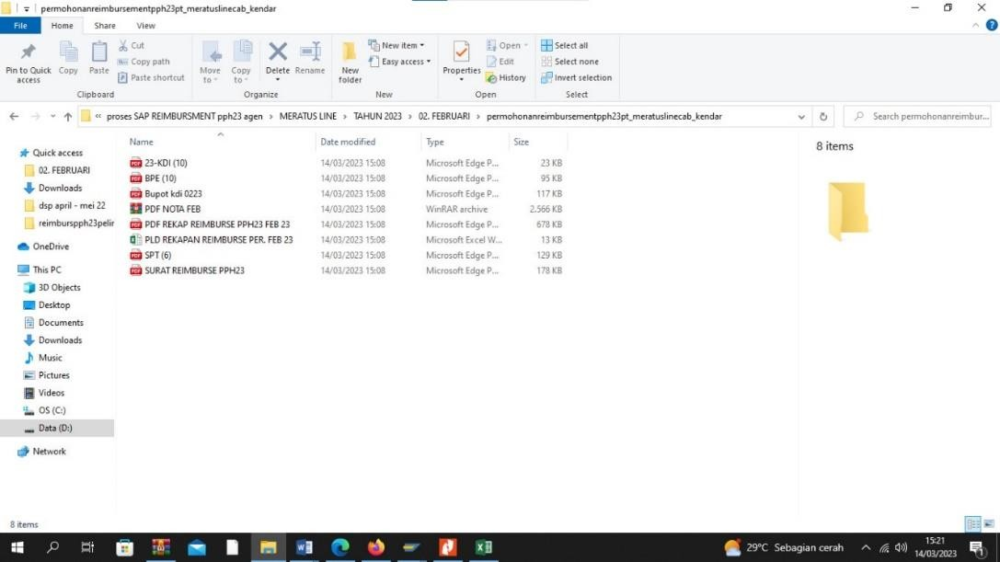 permohonanreimbursementpph23pt_meratuslinecab_kendar
File Home Share View
Pin to Quick access
Copy
Paste
Cut
Copy path
Paste shortcut
Clipboard
Move to
Copy to
Delete
Rename
Organize
New folder
New item
Easy access
New
Properties
Open
Edit
History
Open
Select all
Select none
Invert selection
Select
« proses SAP REIMBURSMENT pph23 agen > MERATUS LINE > TAHUN 2023 > 02. FEBRUARI > permohonanreimbursementpph23pt_meratuslinecab_kendar
Search permohonanreimbur...
Quick access
02. FEBRUARI
Downloads
dsp april - mei 22
reimburspph23pelir
OneDrive
This PC
3D Objects
Desktop
Documents
Downloads
Music
Pictures
Videos
OS (C:)
Data (D:)
Network
Name Date modified Type Size
23-KDI (10) 14/03/2023 15:08 Microsoft Edge P... 23 KB
BPE (10) 14/03/2023 15:08 Microsoft Edge P... 95 KB
Bupot kdi 0223 14/03/2023 15:08 Microsoft Edge P... 117 KB
PDF NOTA FEB 14/03/2023 15:08 WinRAR archive 2.566 KB
PDF REKAP REIMBURSE PPH23 FEB 23 14/03/2023 15:08 Microsoft Edge P... 678 KB
PLD REKAPAN REIMBURSE PER. FEB 23 14/03/2023 15:08 Microsoft Excel W... 13 KB
SPT (6) 14/03/2023 15:08 Microsoft Edge P... 129 KB
SURAT REIMBURSE PPH23 14/03/2023 15:08 Microsoft Edge P... 178 KB
8 items
8 items
29°C Sebagian cerah
15:21
14/03/2023
1